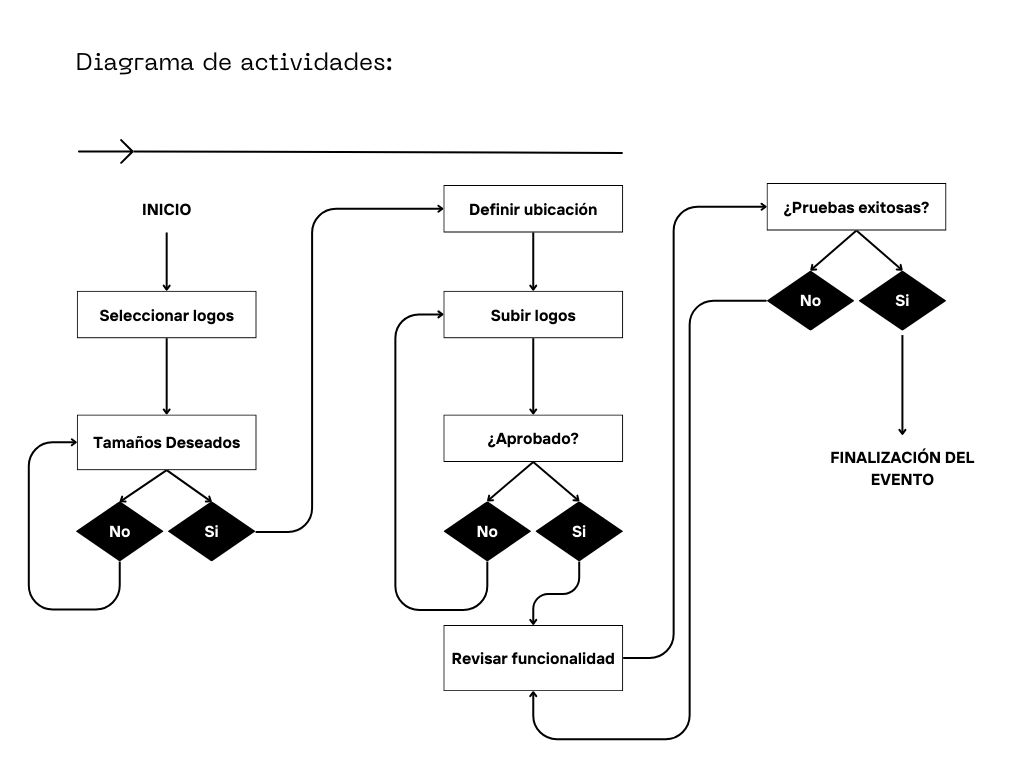 Diagrama de actividades:
INICIO
Seleccionar logos
Tamaños Deseados
No
Si
Definir ubicación
Subir logos
¿Aprobado?
No
Si
Revisar funcionalidad
¿Pruebas exitosas?
No
Si
FINALIZACIÓN DEL
EVENTO